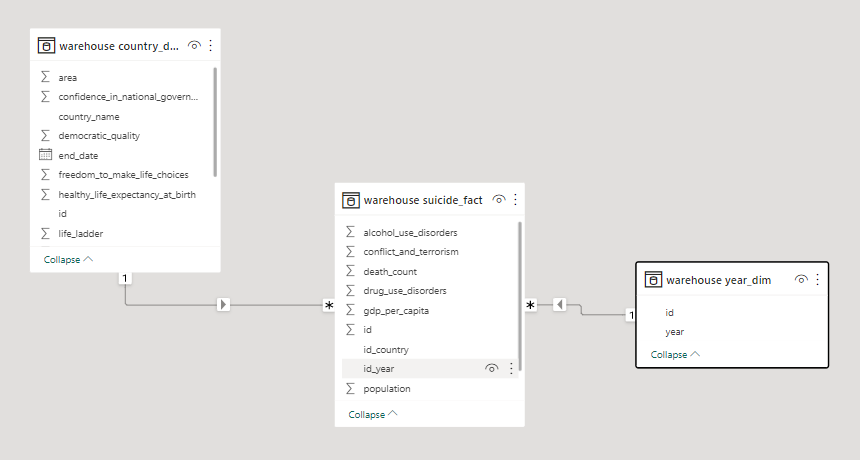 warehouse country_d...
area
confidence_in_national_govern...
country_name
democratic_quality
end_date
freedom_to_make_life_choices
healthy_life_expectancy_at_birth
id
life_ladder
Collapse
1
*
warehouse suicide_fact
alcohol_use_disorders
conflict_and_terrorism
death_count
drug_use_disorders
gdp_per_capita
id
id_country
id_year
population
Collapse
*
1
warehouse year_dim
id
year
Collapse